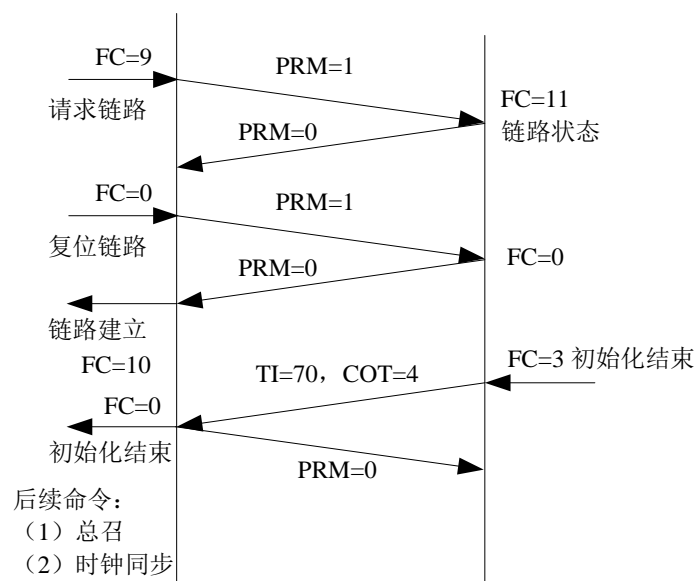 FC=9
PRM=1
请求链路
FC=11
链路状态
PRM=0
FC=0
PRM=1
复位链路
PRM=0
FC=0
链路建立
FC=10
TI=70，COT=4
FC=3 初始化结束
FC=0
初始化结束
PRM=0
后续命令：
（1）总召
（2）时钟同步